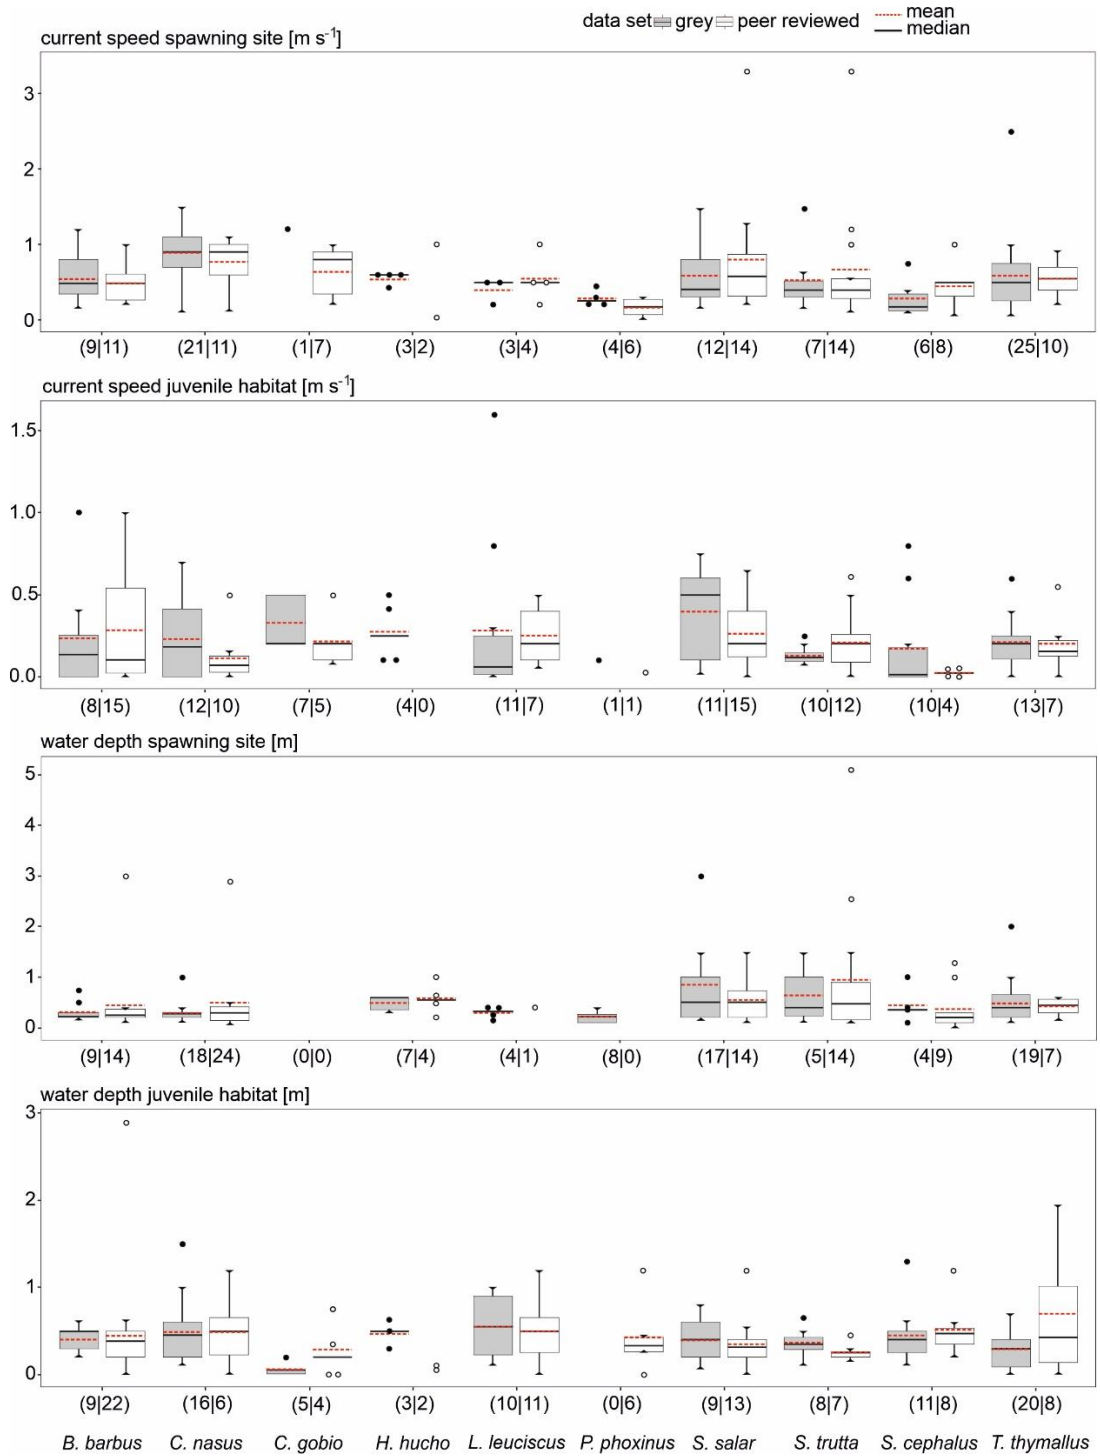 data set grey peer reviewed mean
median
current speed spawning site [m s⁻¹]
3
2
1
0
(9|11) (21|11) (1|7) (3|2) (3|4) (4|6) (12|14) (7|14) (6|8) (25|10)
current speed juvenile habitat [m s⁻¹]
1.5
1.0
0.5
0.0
(8|15) (12|10) (7|5) (4|0) (11|7) (1|1) (11|15) (10|12) (10|4) (13|7)
water depth spawning site [m]
5
4
3
2
1
0
(9|14) (18|24) (0|0) (7|4) (4|1) (8|0) (17|14) (5|14) (4|9) (19|7)
water depth juvenile habitat [m]
3
2
1
0
(9|22) (16|6) (5|4) (3|2) (10|11) (0|6) (9|13) (8|7) (11|8) (20|8)
B. barbus C. nasus C. gobio H. hucho L. leuciscus P. phoxinus S. salar S. trutta S. cephalus T. thymallus